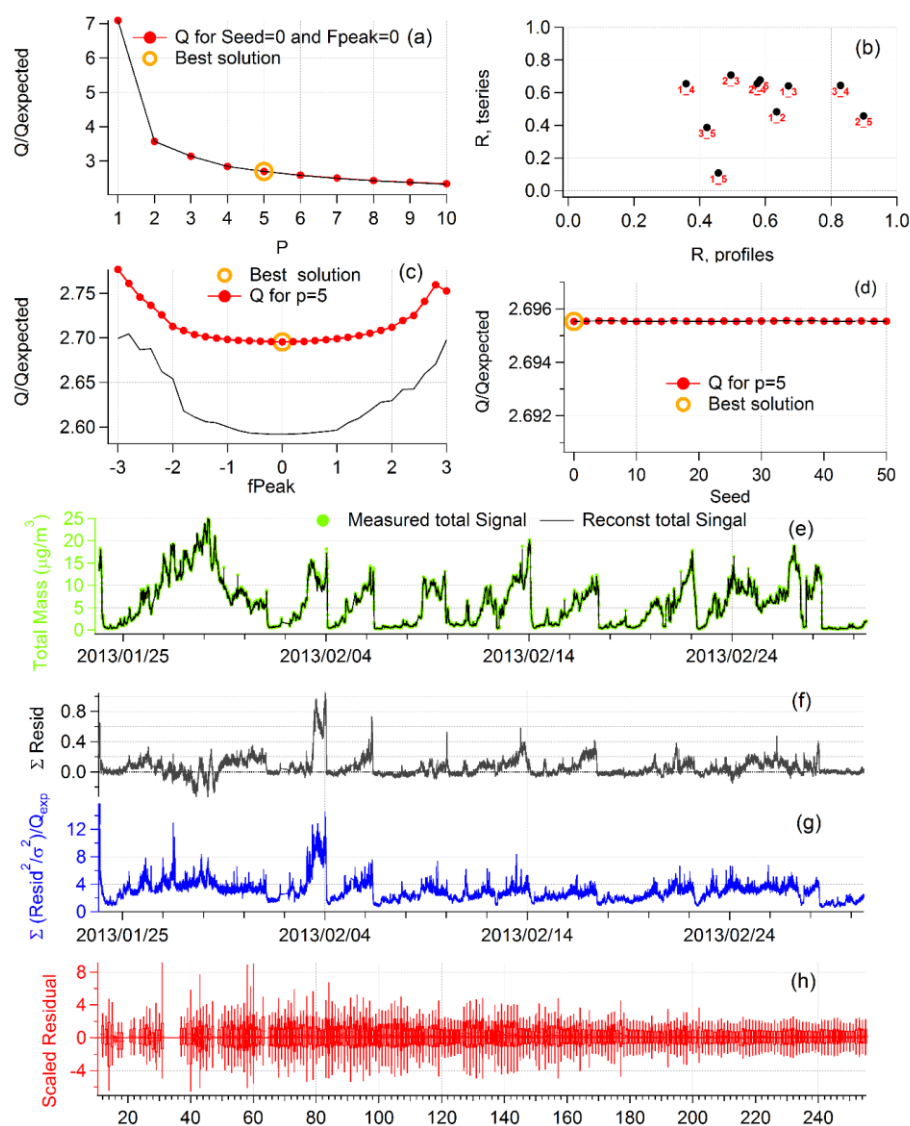 Q/Qexpected
7
6
5
4
3
Q for Seed=0 and Fpeak=0
(a)
Best solution
1 2 3 4 5 6 7 8 9 10
P
R, tseries
1.0
0.8
0.6
0.4
0.2
0.0
(b)
1_4
2_3
2_4
1_3
3_4
1_2
2_5
3_5
1_5
0.0 0.2 0.4 0.6 0.8 1.0
R, profiles
Q/Qexpected
2.75
2.70
2.65
2.60
Best solution
(c)
Q for p=5
-3 -2 -1 0 1 2 3
fPeak
Q/Qexpected
2.696
2.694
2.692
(d)
Q for p=5
Best solution
0 10 20 30 40 50
Seed
Total Mass (µg/m³)
25
20
15
10
5
0
Measured total Signal
Reconst total Singal
(e)
2013/01/25 2013/02/04 2013/02/14 2013/02/24
Σ Resid
0.8
0.4
0.0
(f)
Σ (Resid²/σ²)/Qexp
12
8
4
0
(g)
2013/01/25 2013/02/04 2013/02/14 2013/02/24
Scaled Residual
8
4
0
-4
(h)
20 40 60 80 100 120 140 160 180 200 220 240